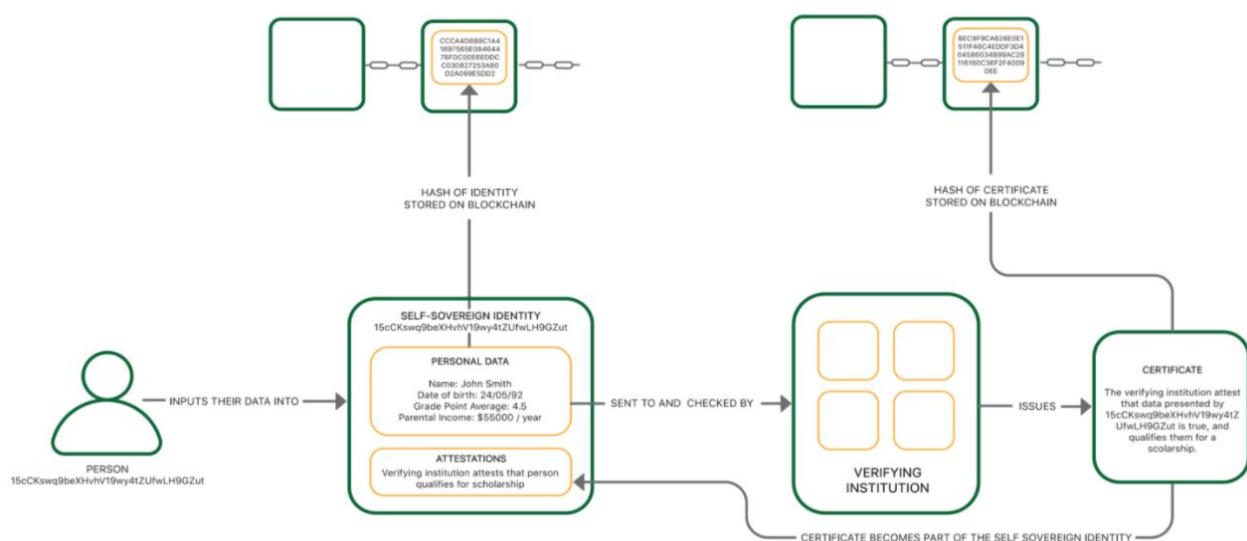 CCCA4D8B8C1A4
1897565E084644
78FDC00E6EDDC
C030827253A80
D2A099E5DD2
BEC9F9CA626E0E1
511F46C4EDDF3D4
04586034899AC29
116160C36F2F4009
DEE
HASH OF IDENTITY
STORED ON BLOCKCHAIN
HASH OF CERTIFICATE
STORED ON BLOCKCHAIN
SELF-SOVEREIGN IDENTITY
15cCKswq9beXHvhV19wy4tZUfwLH9GZut
PERSONAL DATA
Name: John Smith
Date of birth: 24/05/92
Grade Point Average: 4.5
Parental Income: $55000 / year
ATTESTATIONS
Verifying institution attests that person
qualifies for scholarship
INPUTS THEIR DATA INTO
PERSON
15cCKswq9beXHvhV19wy4tZUfwLH9GZut
SENT TO AND CHECKED BY
VERIFYING
INSTITUTION
ISSUES
CERTIFICATE
The verifying institution attest
that data presented by
15cCKswq9beXHvhV19wy4tZ
UfwLH9GZut is true, and
qualifies them for a
scolarship.
CERTIFICATE BECOMES PART OF THE SELF SOVEREIGN IDENTITY